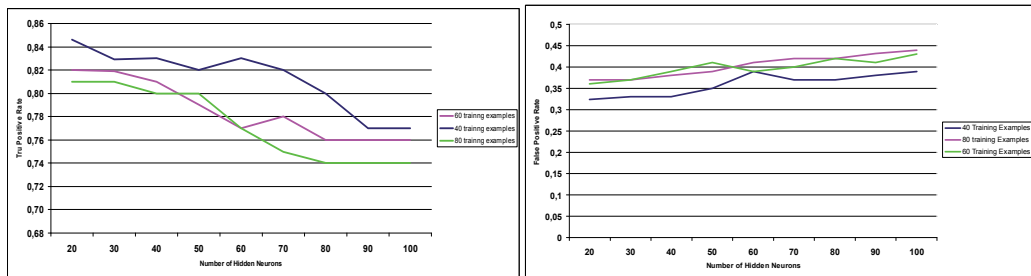 0,86
0,84
0,82
0,80
0,78
0,76
0,74
0,72
0,70
0,68
Tru Positive Rate
20 30 40 50 60 70 80 90 100
Number of Hidden Neurons
60 trainng examples
40 trainng examples
80 trainng examples
0,5
0,45
0,4
0,35
0,3
0,25
0,2
0,15
0,1
0,05
0
False Positive Rate
20 30 40 50 60 70 80 90 100
Number of Hidden Neurons
40 Training Examples
80 Training Examples
60 Training Examples